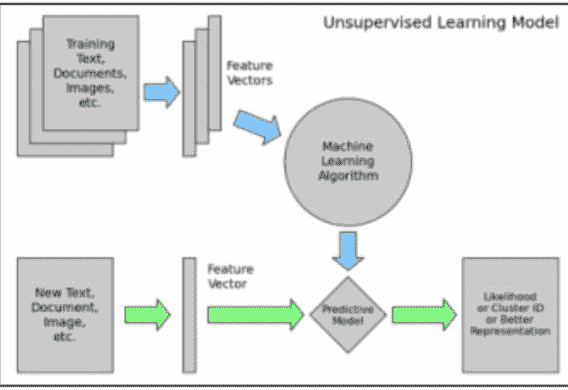 Unsupervised Learning Model
Training
Text,
Documents,
Images,
etc.
Feature
Vectors
Machine
Learning
Algorithm
New Text,
Document,
Image,
etc.
Feature
Vector
Predictive
Model
Likelihood
or Cluster ID
or Better
Representation